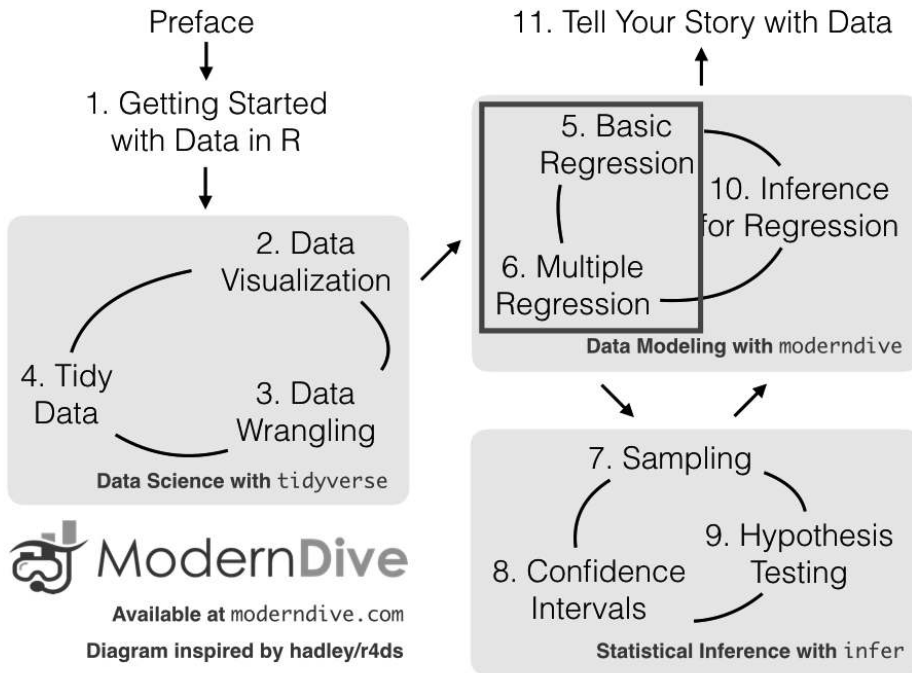 Preface
1. Getting Started
with Data in R
2. Data
Visualization
3. Data
Wrangling
4. Tidy
Data
Data Science with tidyverse
11. Tell Your Story with Data
5. Basic
Regression
6. Multiple
Regression
10. Inference
for Regression
Data Modeling with moderndive
7. Sampling
8. Confidence
Intervals
9. Hypothesis
Testing
Statistical Inference with infer
ModernDive
Available at moderndive.com
Diagram inspired by hadley/r4ds